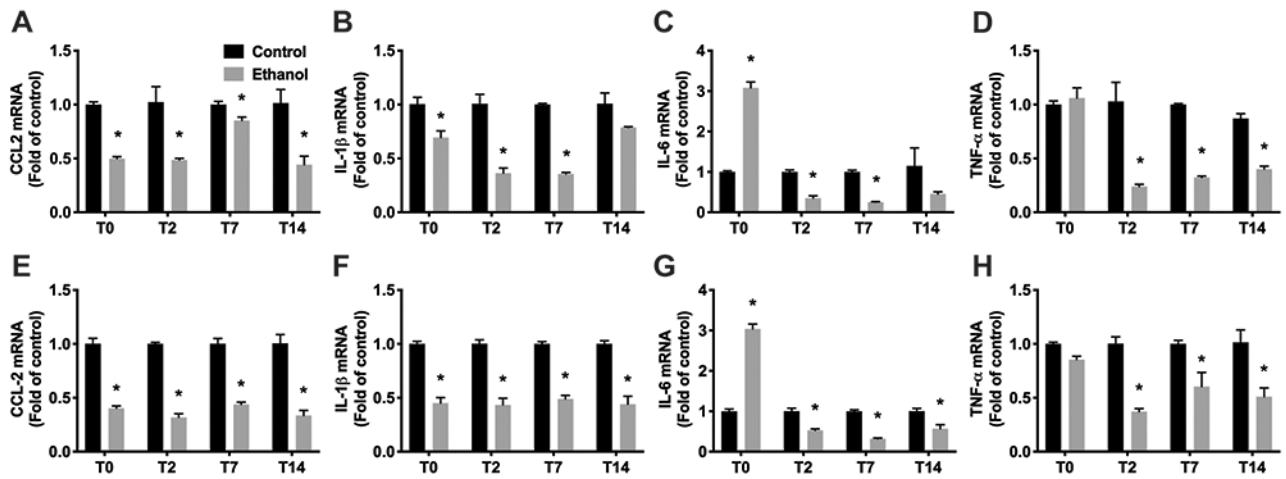 A
CCL2 mRNA
(Fold of control)
1.5
1.0
0.5
0.0
Control
Ethanol
*
*
*
*
T0 T2 T7 T14
B
IL-1β mRNA
(Fold of control)
1.5
1.0
0.5
0.0
*
*
*
T0 T2 T7 T14
C
IL-6 mRNA
(Fold of control)
4
3
2
1
0
*
*
*
T0 T2 T7 T14
D
TNF-α mRNA
(Fold of control)
1.5
1.0
0.5
0.0
*
*
*
T0 T2 T7 T14
E
CCL-2 mRNA
(Fold of control)
1.5
1.0
0.5
0.0
*
*
*
*
T0 T2 T7 T14
F
IL-1β mRNA
(Fold of control)
1.5
1.0
0.5
0.0
*
*
*
*
T0 T2 T7 T14
G
IL-6 mRNA
(Fold of control)
4
3
2
1
0
*
*
*
*
T0 T2 T7 T14
H
TNF-α mRNA
(Fold of control)
1.5
1.0
0.5
0.0
*
*
*
T0 T2 T7 T14